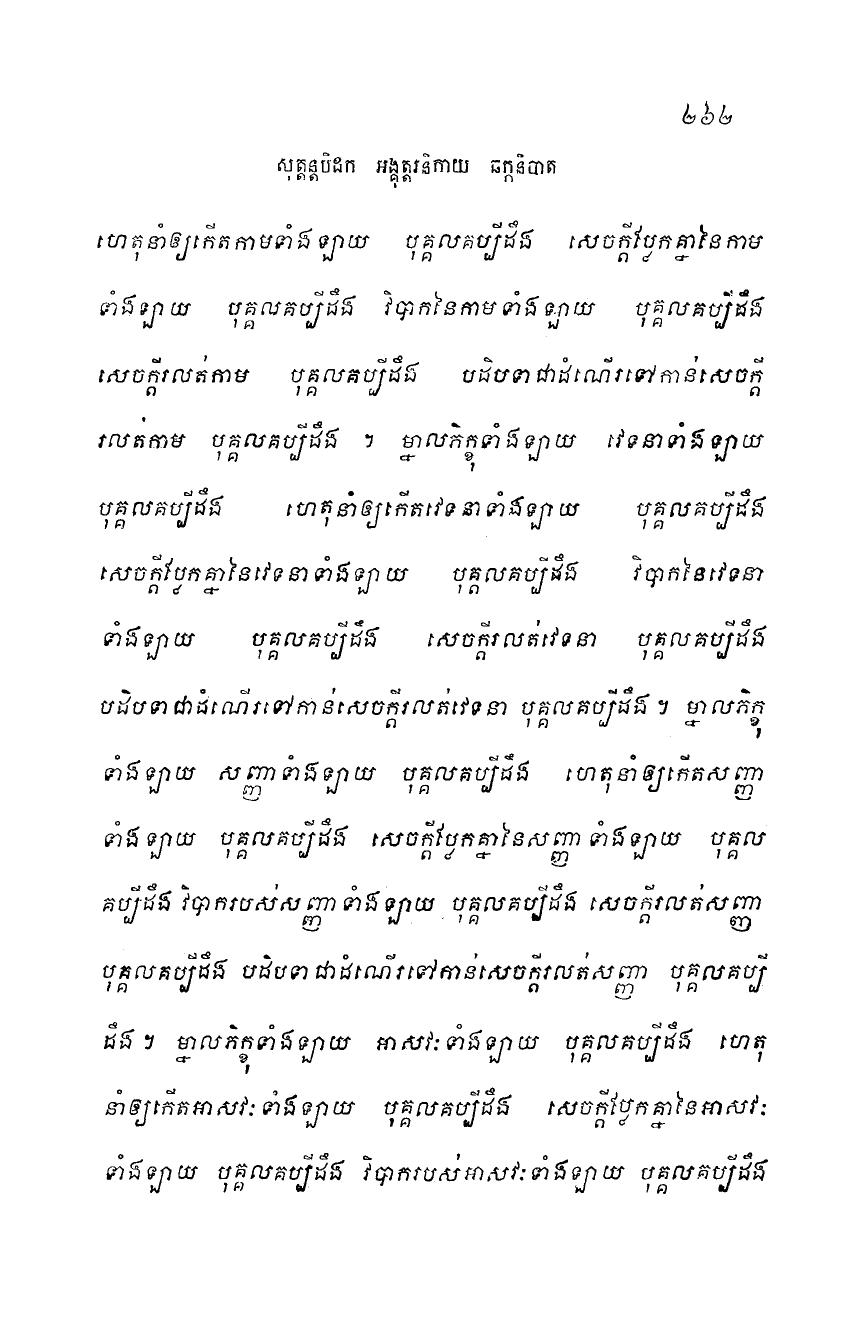 ២៦២
សុត្តន្តបិដក អង្គុត្តរនិកាយ ឆក្កនិបាត
ហេតុនាំឲ្យកើតកាមទាំងឡាយ បុគ្គលគប្បីដឹង សេចក្តីប្លែកគ្នានៃកាម
ទាំងឡាយ បុគ្គលគប្បីដឹង វិបាកនៃកាមទាំងឡាយ បុគ្គលគប្បីដឹង
សេចក្តីរលត់កាម បុគ្គលគប្បីដឹង បដិបទាជាដំណើរទៅកាន់សេចក្តី
រលត់កាម បុគ្គលគប្បីដឹង ។ ម្នាលភិក្ខុទាំងឡាយ វេទនាទាំងឡាយ
បុគ្គលគប្បីដឹង ហេតុនាំឲ្យកើតវេទនាទាំងឡាយ បុគ្គលគប្បីដឹង
សេចក្តីប្លែកគ្នានៃវេទនាទាំងឡាយ បុគ្គលគប្បីដឹង វិបាកនៃវេទនា
ទាំងឡាយ បុគ្គលគប្បីដឹង សេចក្តីរលត់វេទនា បុគ្គលគប្បីដឹង
បដិបទាជាដំណើរទៅកាន់សេចក្តីរលត់វេទនា បុគ្គលគប្បីដឹង ។ ម្នាលភិក្ខុ
ទាំងឡាយ សញ្ញាទាំងឡាយ បុគ្គលគប្បីដឹង ហេតុនាំឲ្យកើតសញ្ញា
ទាំងឡាយ បុគ្គលគប្បីដឹង សេចក្តីប្លែកគ្នានៃសញ្ញាទាំងឡាយ បុគ្គល
គប្បីដឹង វិបាករបស់សញ្ញាទាំងឡាយ បុគ្គលគប្បីដឹង សេចក្តីរលត់សញ្ញា
បុគ្គលគប្បីដឹង បដិបទាជាដំណើរទៅកាន់សេចក្តីរលត់សញ្ញា បុគ្គលគប្បី
ដឹង ។ ម្នាលភិក្ខុទាំងឡាយ អាសវៈទាំងឡាយ បុគ្គលគប្បីដឹង ហេតុ
នាំឲ្យកើតអាសវៈទាំងឡាយ បុគ្គលគប្បីដឹង សេចក្តីប្លែកគ្នានៃអាសវៈ
ទាំងឡាយ បុគ្គលគប្បីដឹង វិបាករបស់អាសវៈទាំងឡាយ បុគ្គលគប្បីដឹង